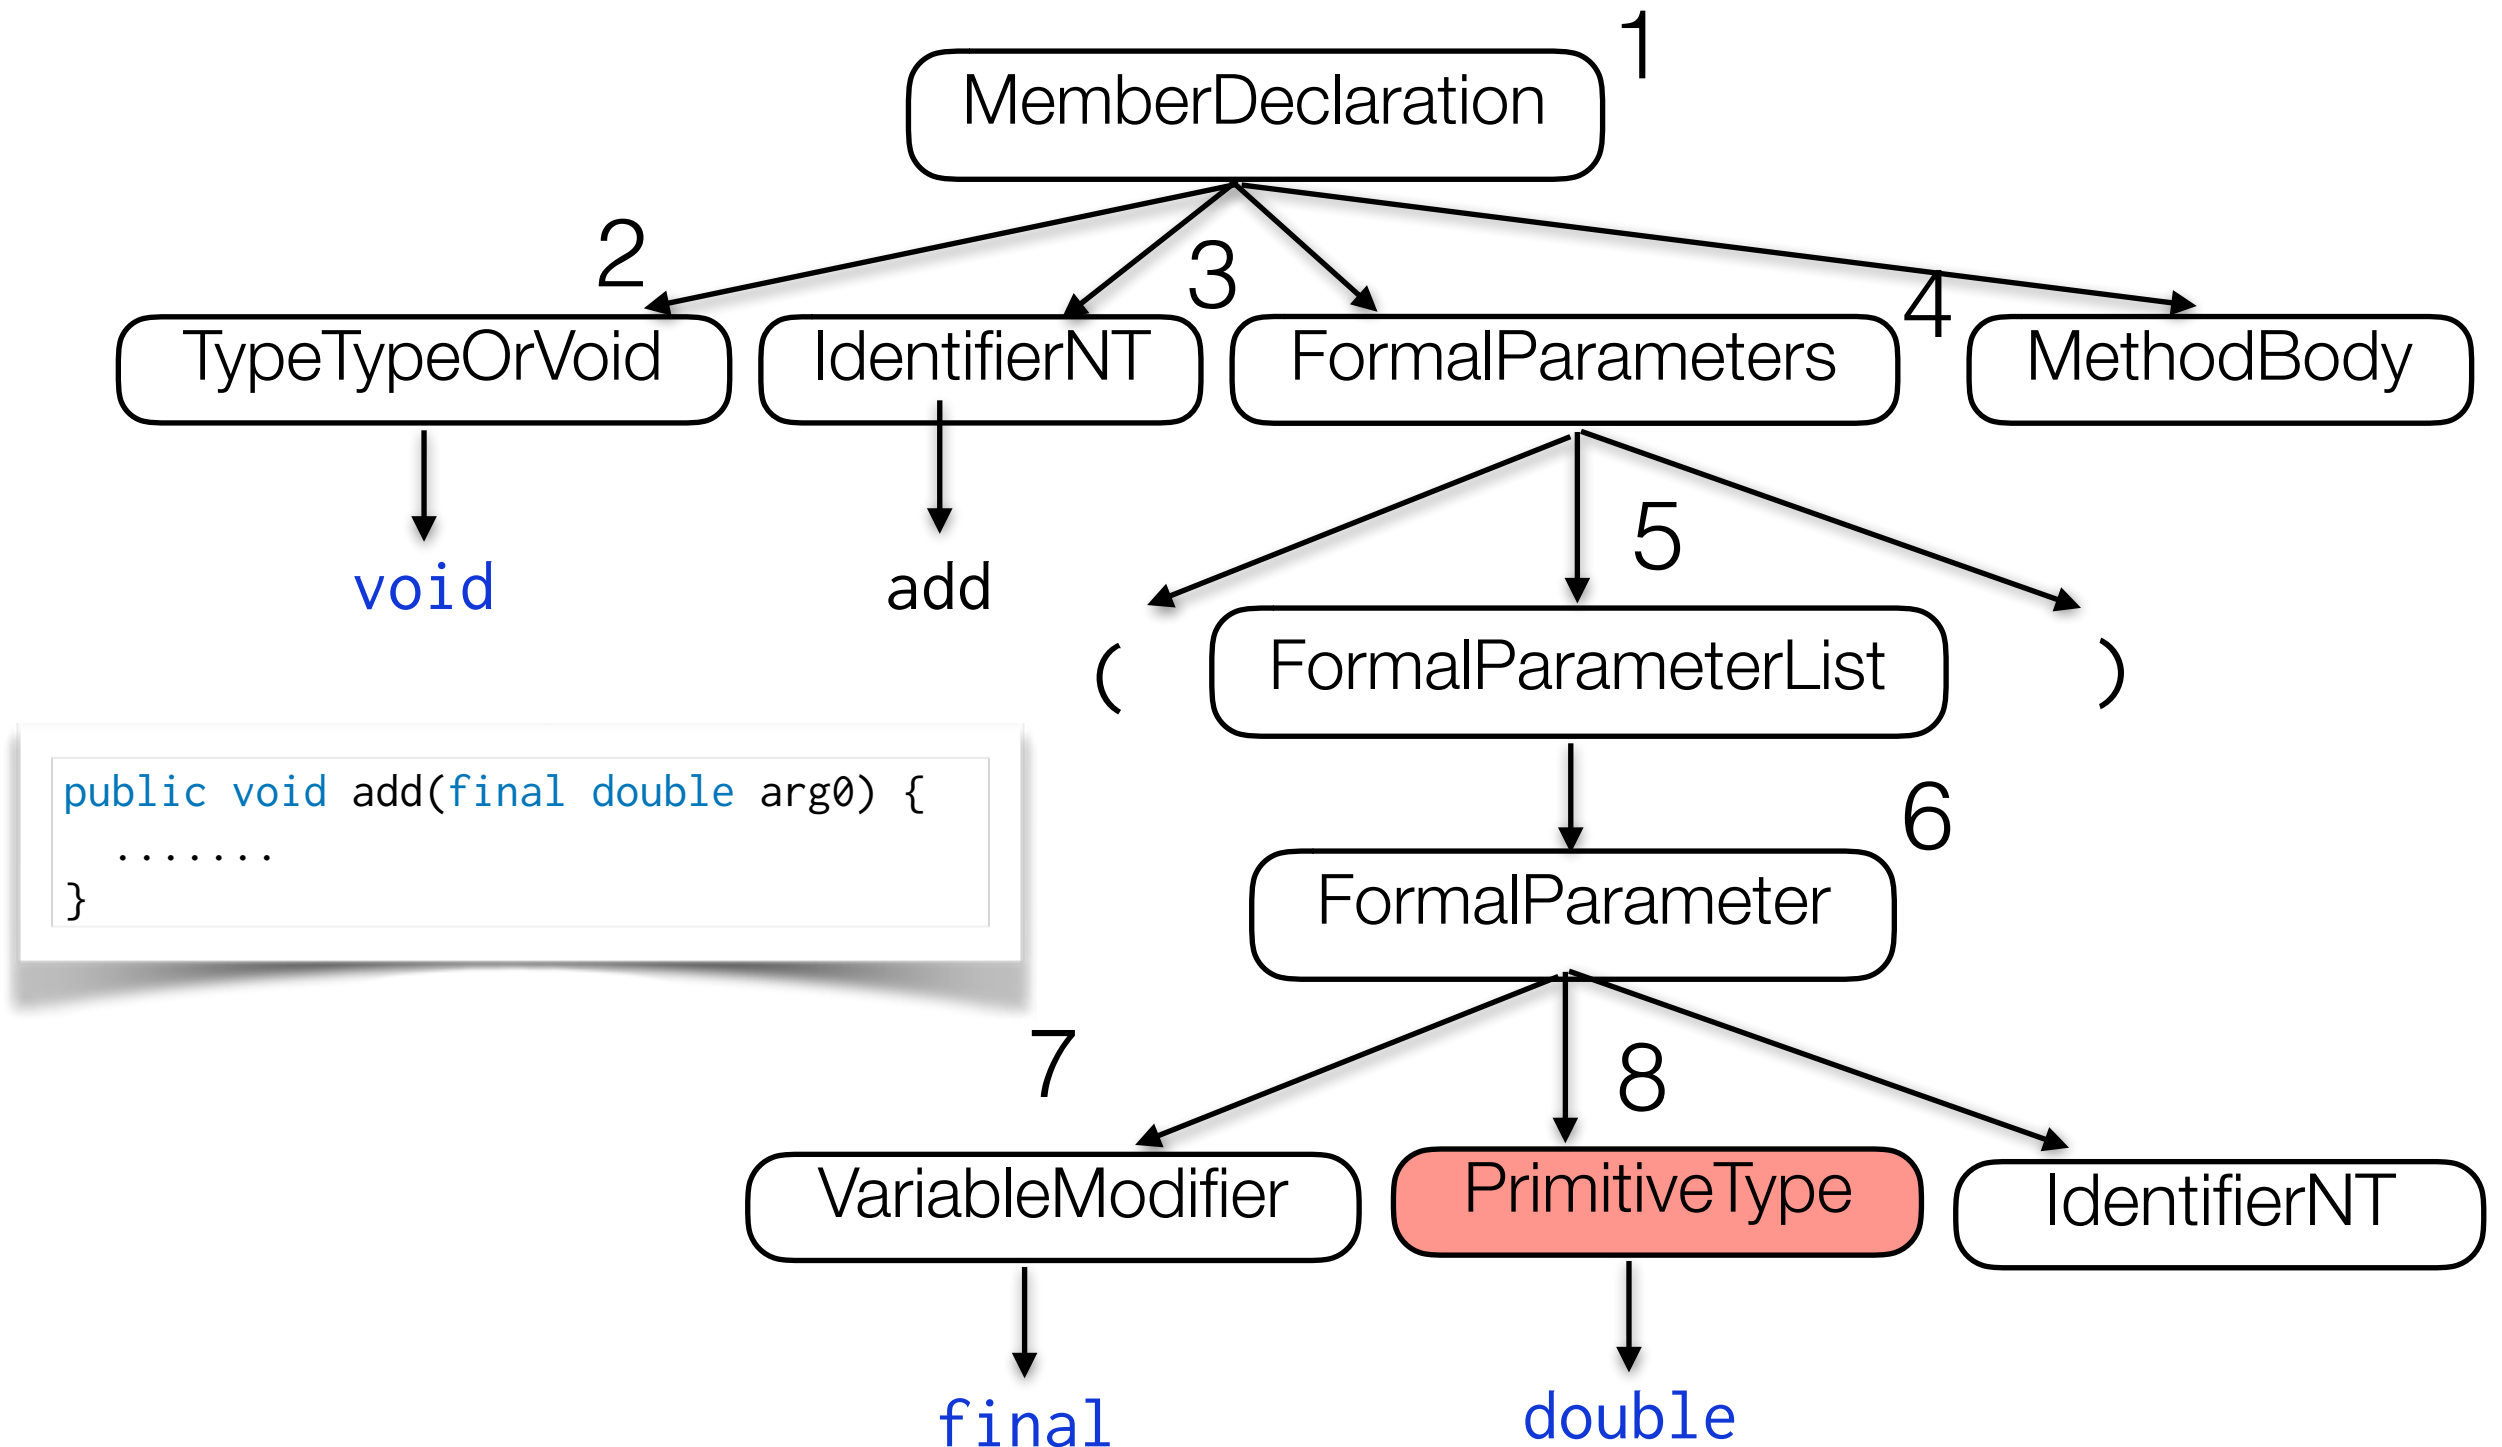 1
MemberDeclaration
2
3
4
TypeTypeOrVoid
IdentifierNT
FormalParameters
MethodBody
5
void
add
(
FormalParameterList
)
public void add(final double arg0) {
.......
}
6
FormalParameter
7
8
VariableModifier
PrimitiveType
IdentifierNT
final
double